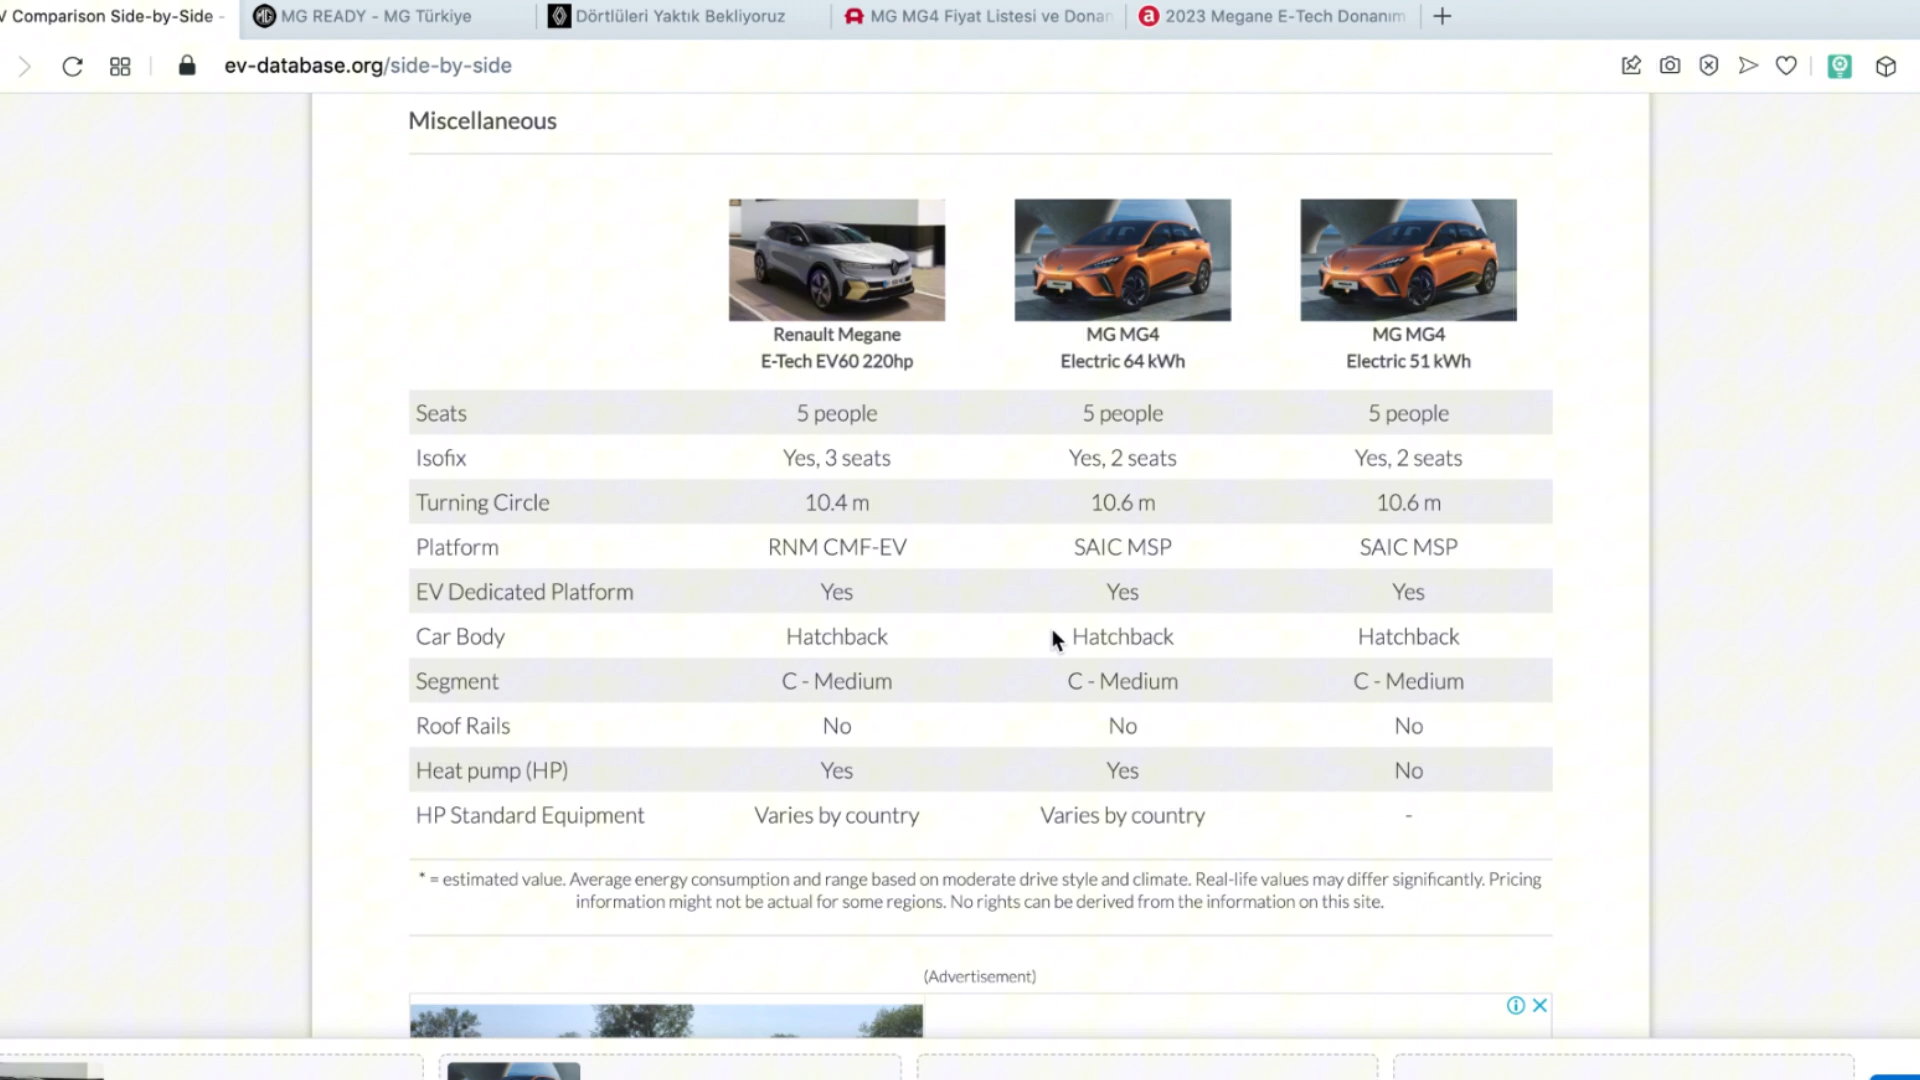 V Comparison Side-by-Side -
MG READY - MG Türkiye
Dörtlüleri Yaktık Bekliyoruz
MG MG4 Fiyat Listesi ve Donan
2023 Megane E-Tech Donanım
ev-database.org/side-by-side
Miscellaneous
Renault Megane
E-Tech EV60 220hp
MG MG4
Electric 64 kWh
MG MG4
Electric 51 kWh
Seats 5 people 5 people 5 people
Isofix Yes, 3 seats Yes, 2 seats Yes, 2 seats
Turning Circle 10.4 m 10.6 m 10.6 m
Platform RNM CMF-EV SAIC MSP SAIC MSP
EV Dedicated Platform Yes Yes Yes
Car Body Hatchback Hatchback Hatchback
Segment C - Medium C - Medium C - Medium
Roof Rails No No No
Heat pump (HP) Yes Yes No
HP Standard Equipment Varies by country Varies by country -
* = estimated value. Average energy consumption and range based on moderate drive style and climate. Real-life values may differ significantly. Pricing
information might not be actual for some regions. No rights can be derived from the information on this site.
(Advertisement)